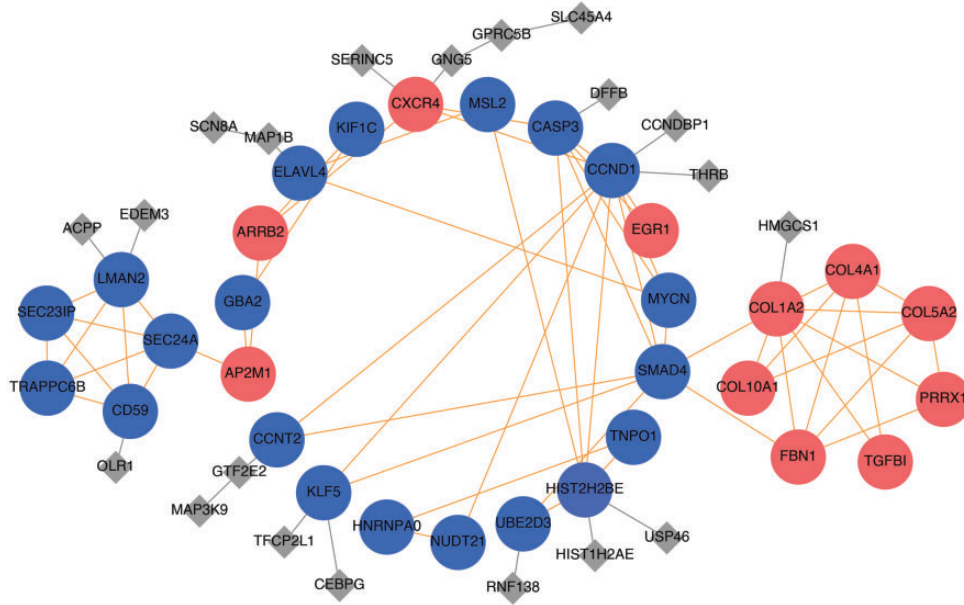 SLC45A4
GPRC5B
SERINC5
GNG5
DFFB
CXCR4
MSL2
CASP3
CCNDBP1
SCN8A
MAP1B
KIF1C
ELAVL4
CCND1
THRB
ACPP
EDEM3
ARRB2
EGR1
HMGCS1
LMAN2
COL4A1
SEC23IP
GBA2
MYCN
COL1A2
COL5A2
SEC24A
TRAPPC6B
AP2M1
SMAD4
COL10A1
PRRX1
CD59
CCNT2
TNPO1
FBN1
TGFBI
OLR1
GTF2E2
MAP3K9
KLF5
HIST2H2BE
HNRNPA0
UBE2D3
NUDT21
TFCP2L1
USP46
HIST1H2AE
CEBPG
RNF138